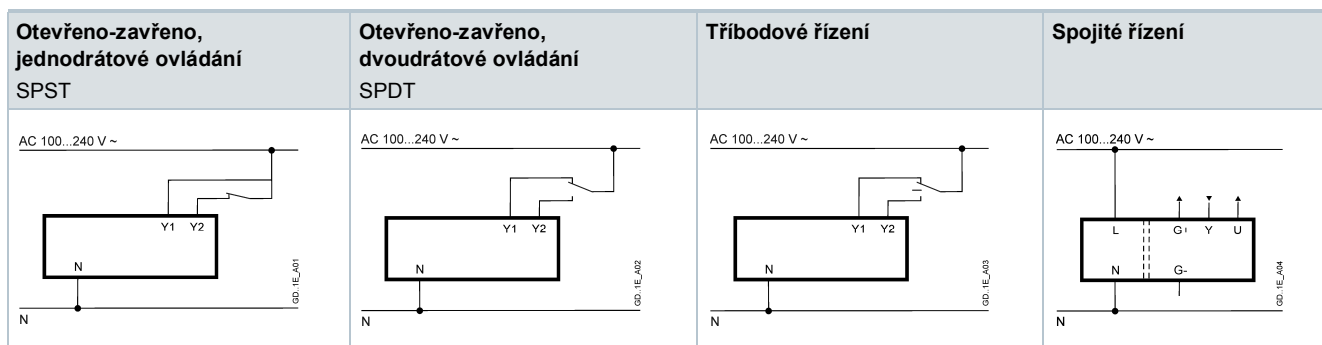 Otevřeno-zavřeno,
jednodrátové ovládání
SPST
Otevřeno-zavřeno,
dvoudrátové ovládání
SPDT
Tříbodové řízení
Spojité řízení
AC 100...240 V ~
Y1 Y2
N
N
GD..1E_A01
AC 100...240 V ~
Y1 Y2
N
N
GD..1E_A02
AC 100...240 V ~
Y1 Y2
N
N
GD..1E_A03
AC 100...240 V ~
L G+ Y U
N G-
N
GD..1E_A04